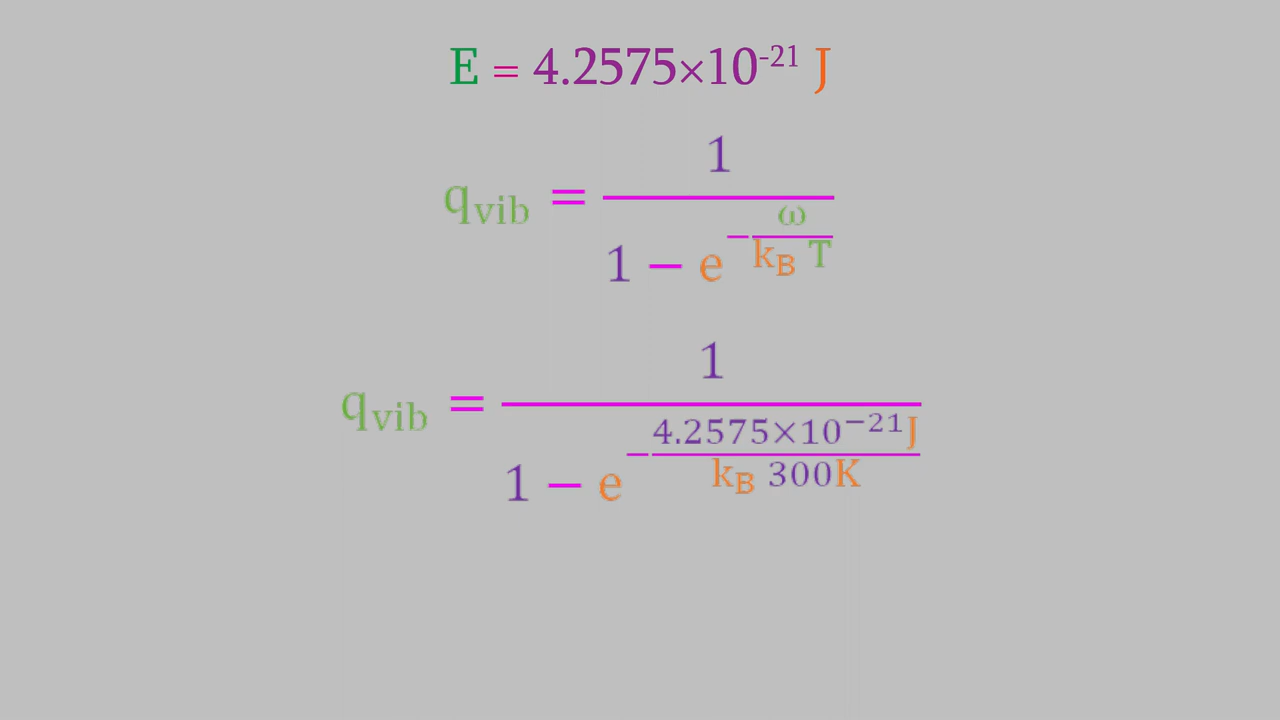 E = 4.2575×10⁻²¹ J
q_vib = 1 / (1 − e^(−ω / (k_B T)))
q_vib = 1 / (1 − e^(−4.2575×10⁻²¹J / (k_B 300K)))